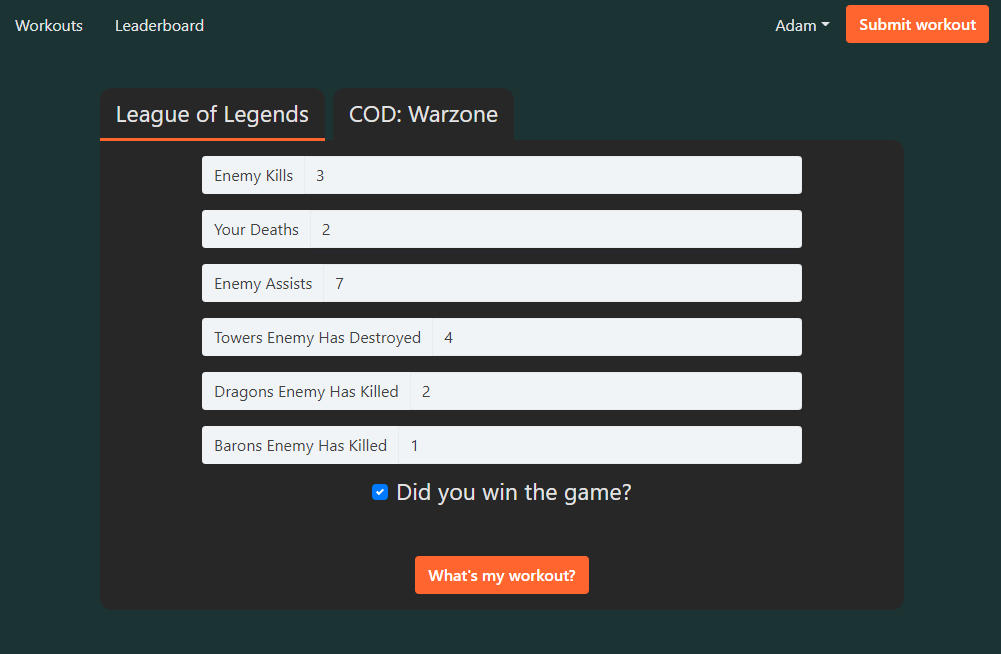 Workouts Leaderboard Adam Submit workout
League of Legends COD: Warzone
Enemy Kills 3
Your Deaths 2
Enemy Assists 7
Towers Enemy Has Destroyed 4
Dragons Enemy Has Killed 2
Barons Enemy Has Killed 1
Did you win the game?
What's my workout?